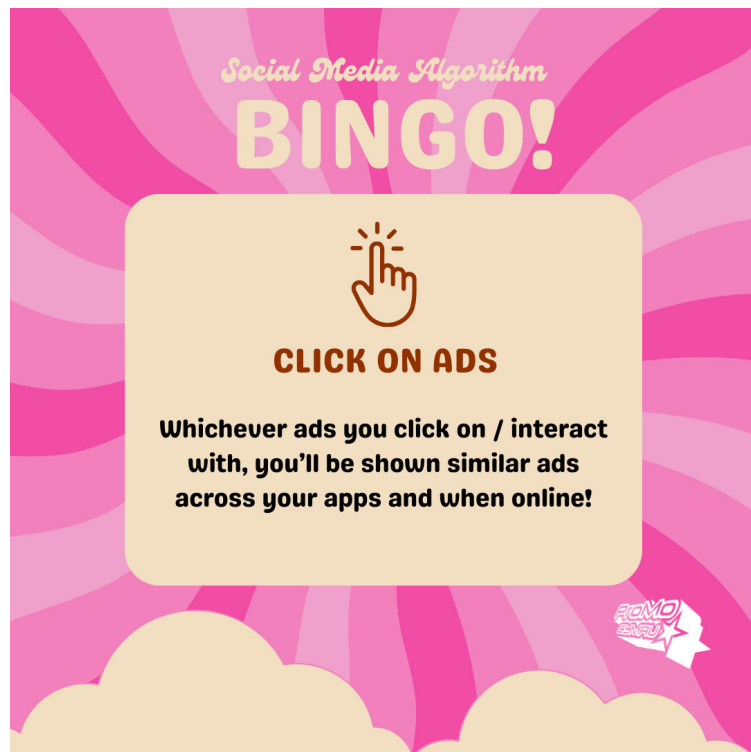 Social Media Algorithm
BINGO!
CLICK ON ADS
Whichever ads you click on / interact
with, you'll be shown similar ads
across your apps and when online!
PROMO
CYMRU